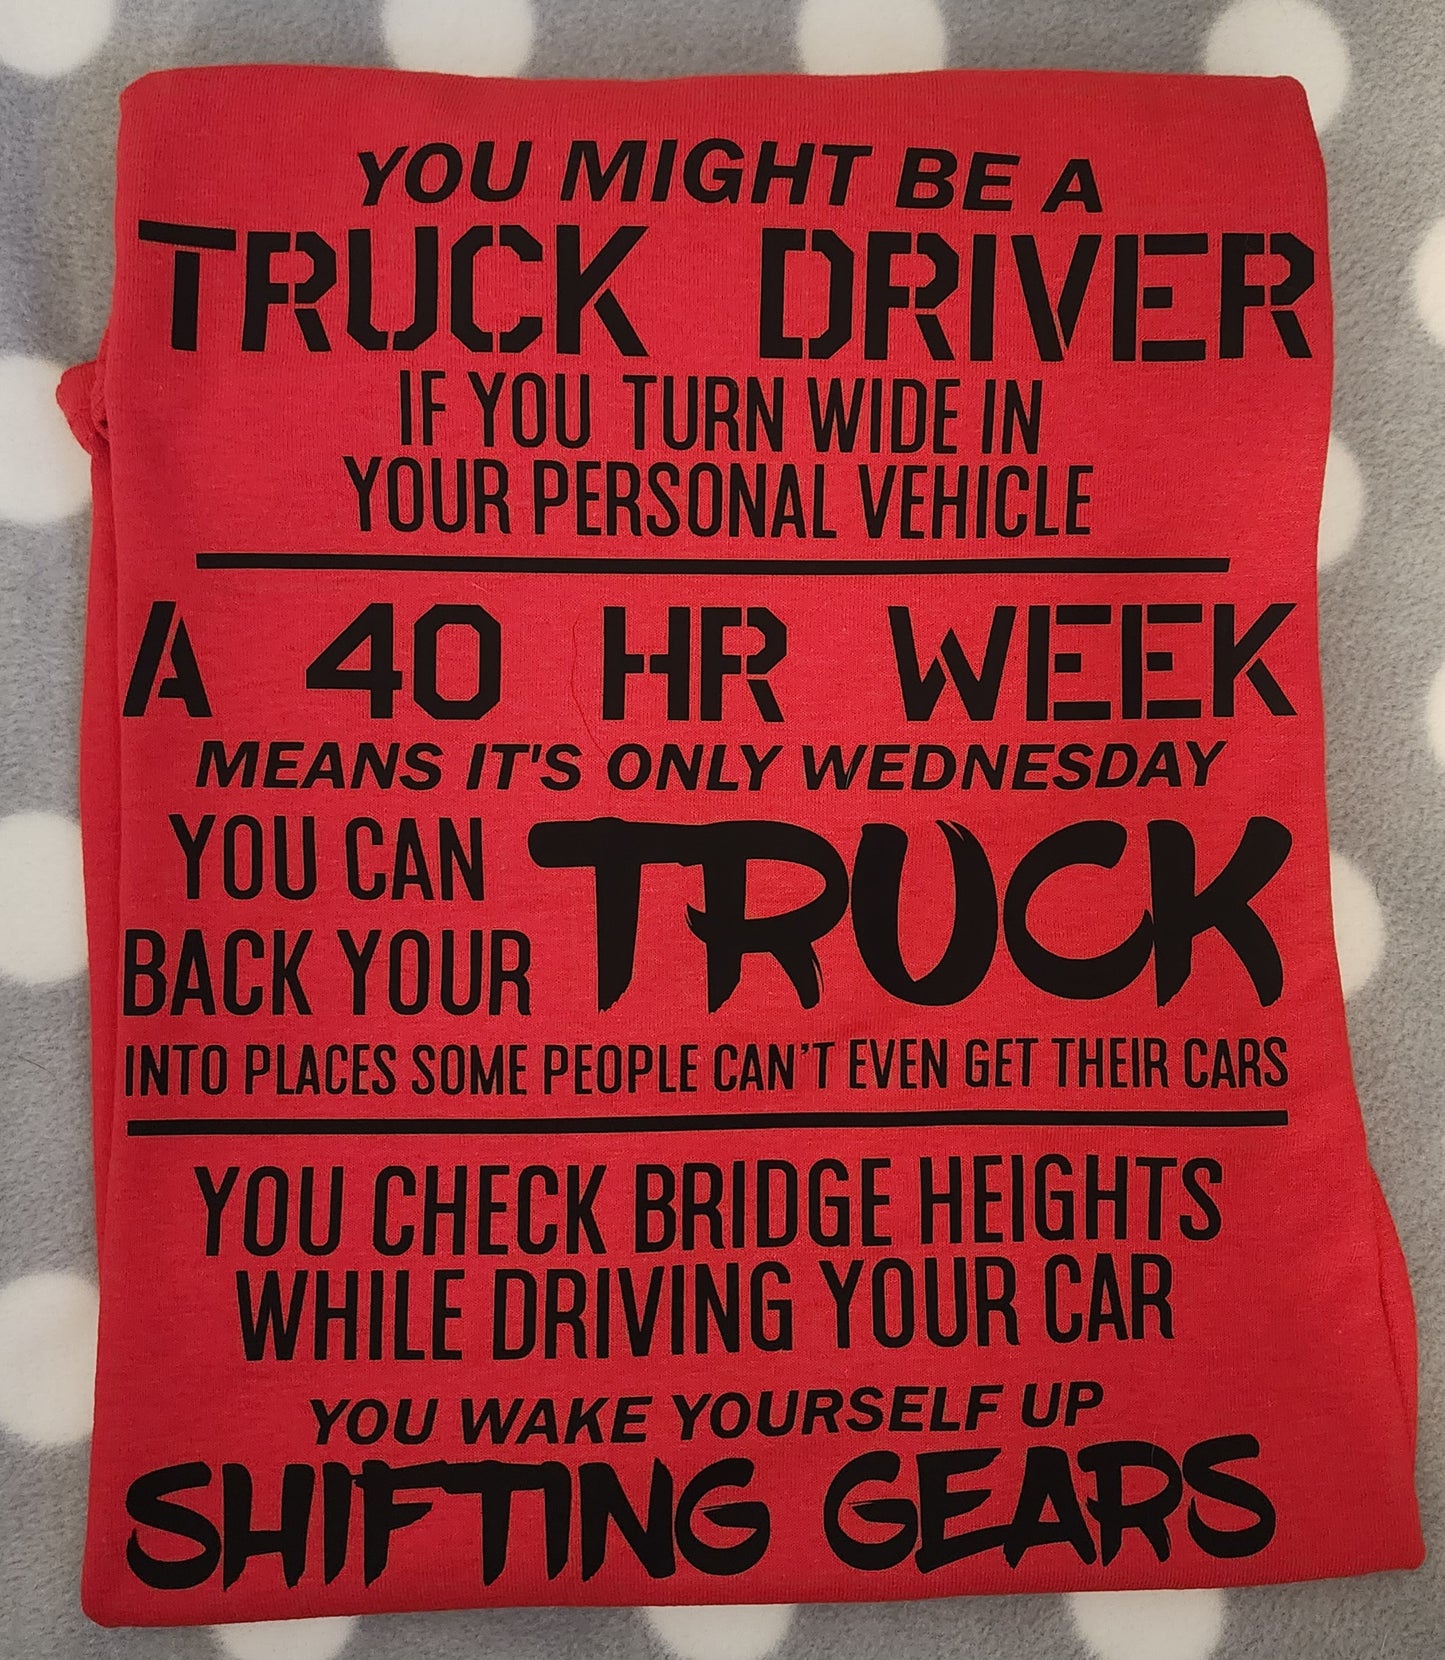 YOU MIGHT BE A
TRUCK DRIVER
IF YOU TURN WIDE IN
YOUR PERSONAL VEHICLE
A 40 HR WEEK
MEANS IT'S ONLY WEDNESDAY
YOU CAN
BACK YOUR TRUCK
INTO PLACES SOME PEOPLE CAN'T EVEN GET THEIR CARS
YOU CHECK BRIDGE HEIGHTS
WHILE DRIVING YOUR CAR
YOU WAKE YOURSELF UP
SHIFTING GEARS